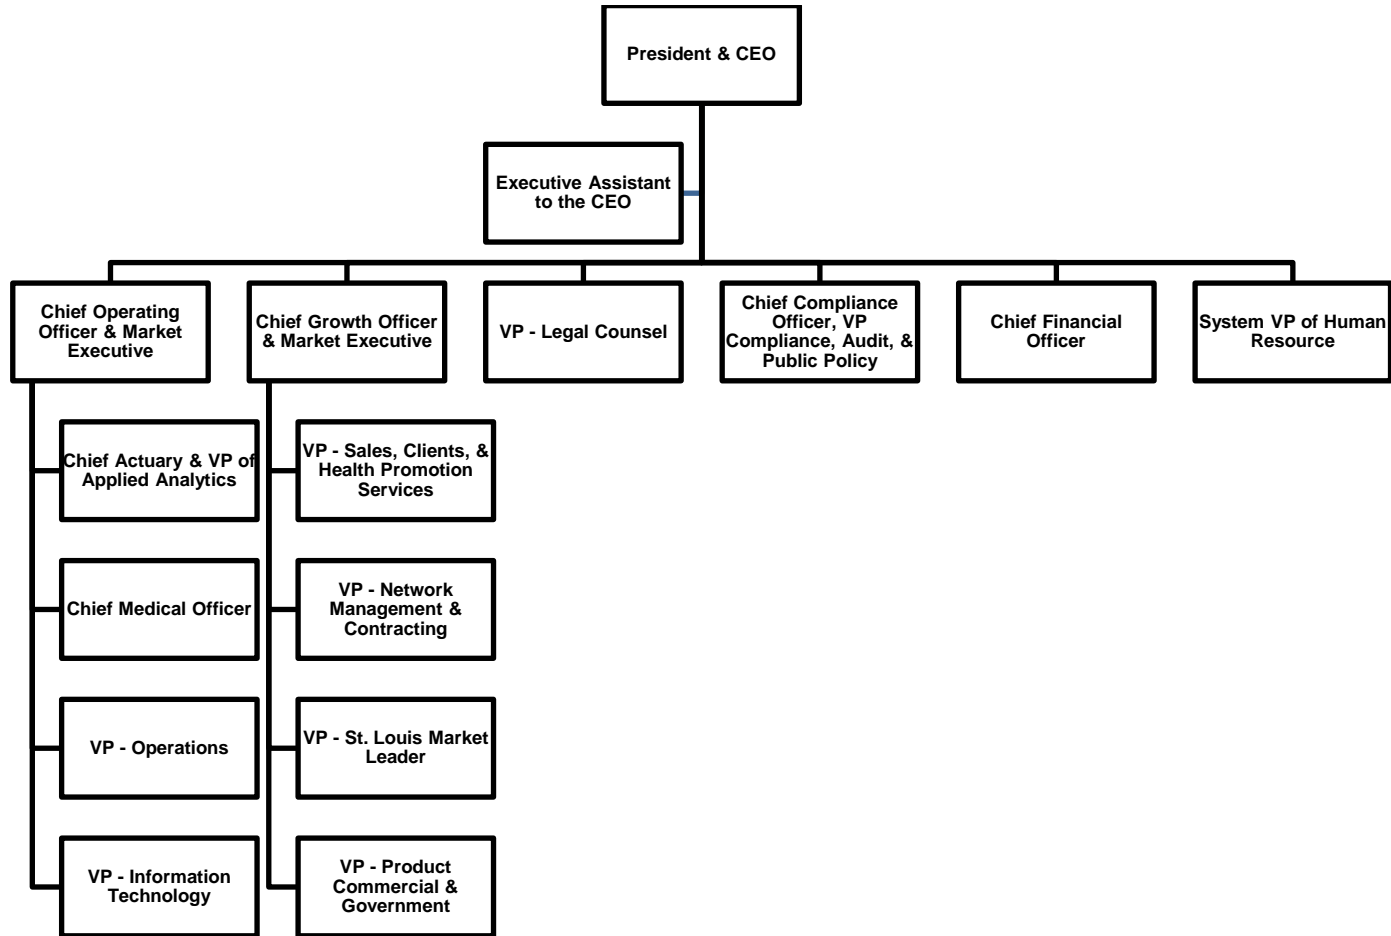 President & CEO
Executive Assistant
to the CEO
Chief Operating
Officer & Market
Executive
Chief Growth Officer
& Market Executive
VP - Legal Counsel
Chief Compliance
Officer, VP
Compliance, Audit, &
Public Policy
Chief Financial
Officer
System VP of Human
Resource
Chief Actuary & VP of
Applied Analytics
VP - Sales, Clients, &
Health Promotion
Services
Chief Medical Officer
VP - Network
Management &
Contracting
VP - Operations
VP - St. Louis Market
Leader
VP - Information
Technology
VP - Product
Commercial &
Government